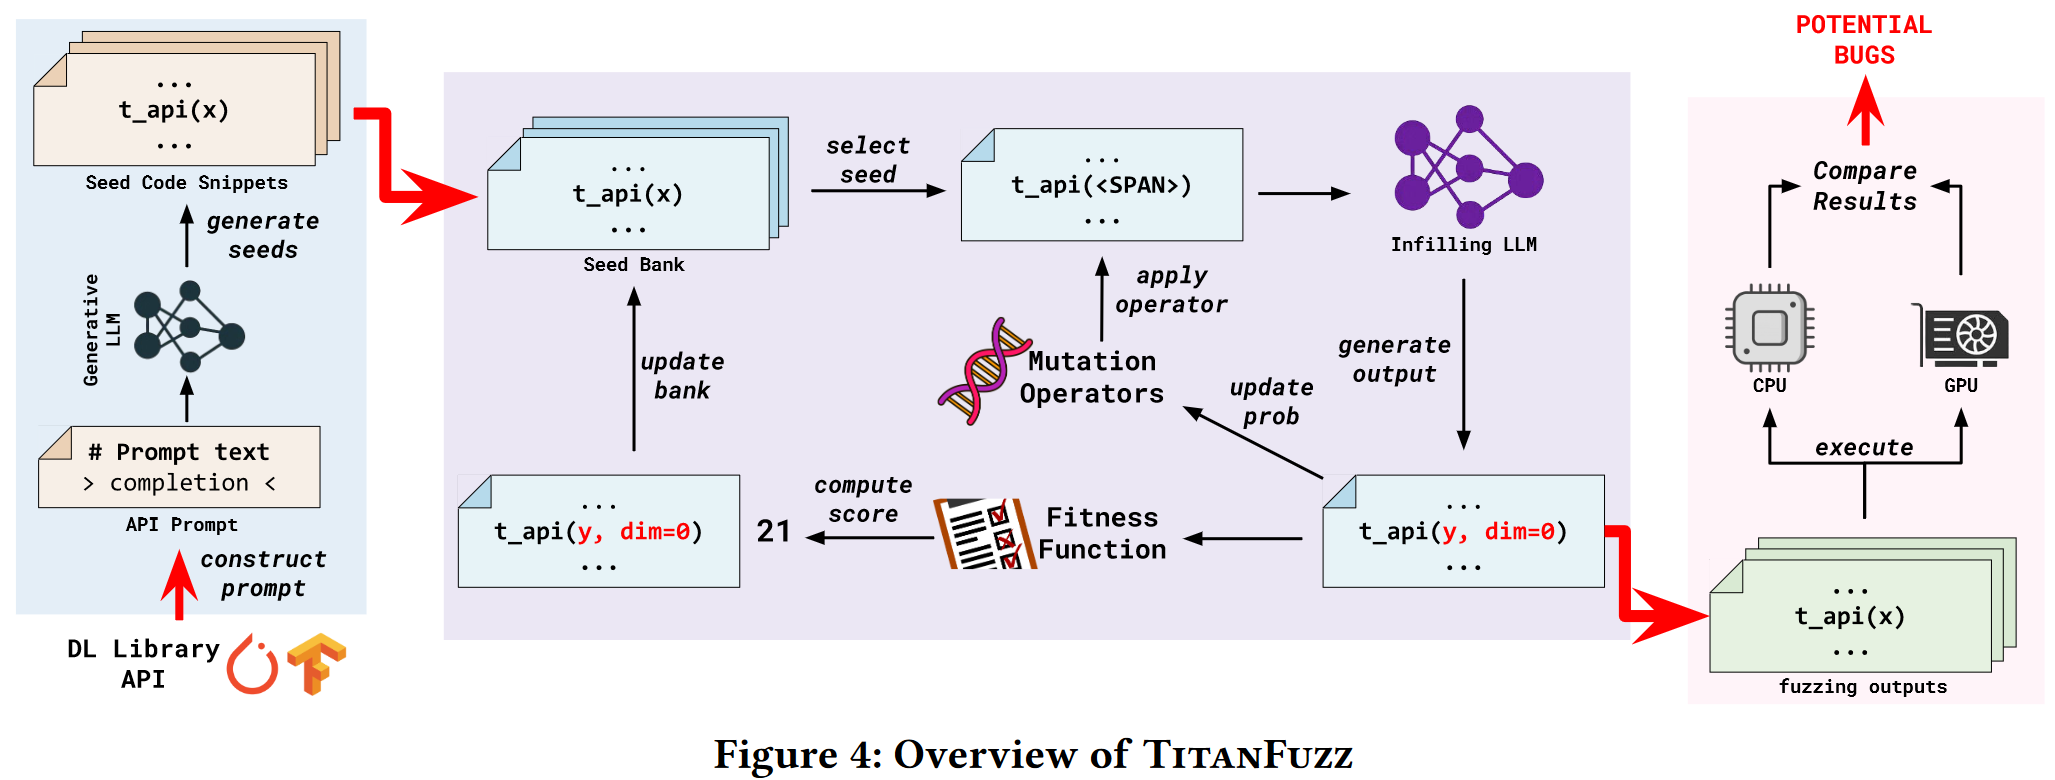 ...
t_api(x)
...
Seed Code Snippets
generate
seeds
Generative
LLM
# Prompt text
> completion <
API Prompt
construct
prompt
DL Library
API
...
t_api(x)
...
Seed Bank
select
seed
...
t_api(<SPAN>)
...
Infilling LLM
apply
operator
Mutation
Operators
update
bank
update
prob
generate
output
...
t_api(y, dim=0)
...
21
compute
score
Fitness
Function
...
t_api(y, dim=0)
...
POTENTIAL
BUGS
Compare
Results
CPU
GPU
execute
...
t_api(x)
...
fuzzing outputs
Figure 4: Overview of TITANFUZZ